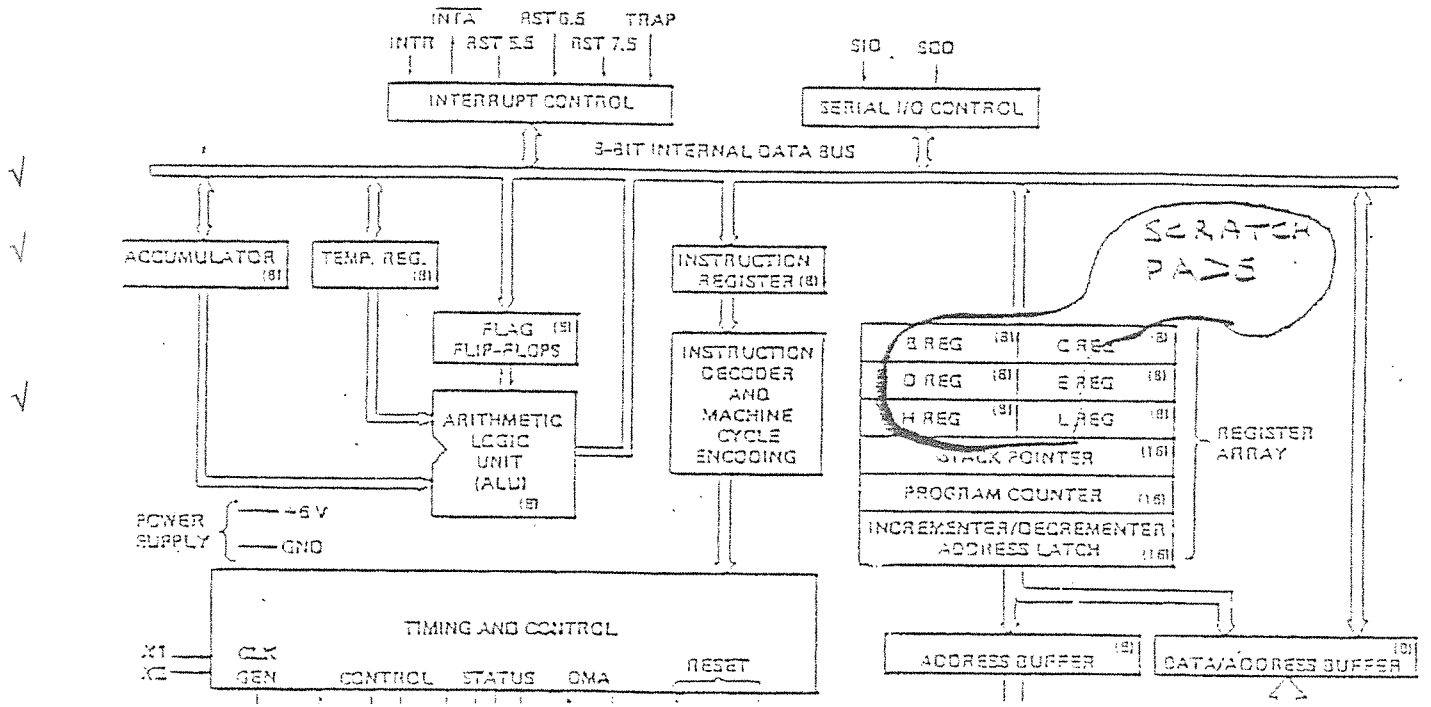 INTA RST 6.5 TRAP
INTR RST 5.5 RST 7.5
SID SOD
INTERRUPT CONTROL
SERIAL I/O CONTROL
8-BIT INTERNAL DATA BUS
SCRATCH
PADS
ACCUMULATOR
(8)
TEMP. REG.
(8)
INSTRUCTION
REGISTER (8)
FLAG (5)
FLIP-FLOPS
INSTRUCTION
DECODER
AND
MACHINE
CYCLE
ENCODING
ARITHMETIC
LOGIC
UNIT
(ALU)
(8)
B REG (8) C REG (8)
D REG (8) E REG (8)
H REG (8) L REG (8)
STACK POINTER (16)
PROGRAM COUNTER (16)
INCREMENTER/DECREMENTER
ADDRESS LATCH (16)
REGISTER
ARRAY
POWER
SUPPLY
+5 V
GND
TIMING AND CONTROL
X1
X2
CLK
GEN
CONTROL STATUS DMA RESET
ADDRESS BUFFER (8)
DATA/ADDRESS BUFFER (8)